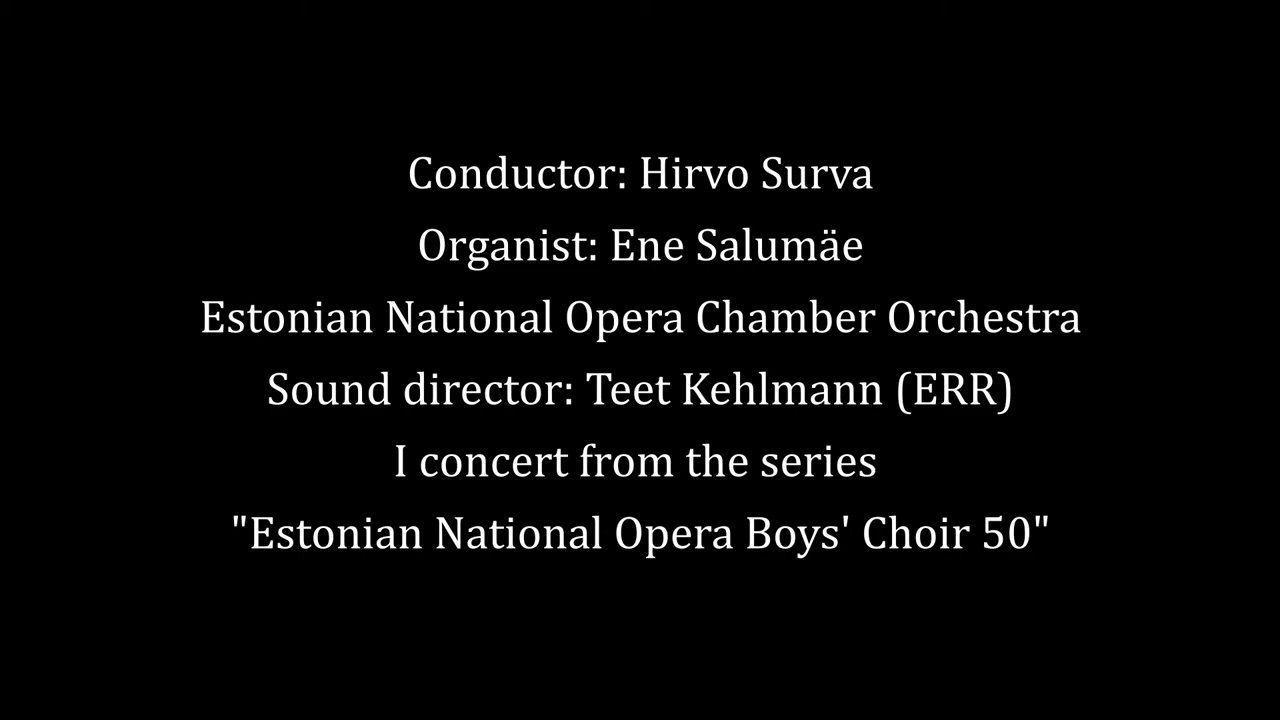 Conductor: Hirvo Surva
Organist: Ene Salumäe
Estonian National Opera Chamber Orchestra
Sound director: Teet Kehlmann (ERR)
I concert from the series
"Estonian National Opera Boys' Choir 50"